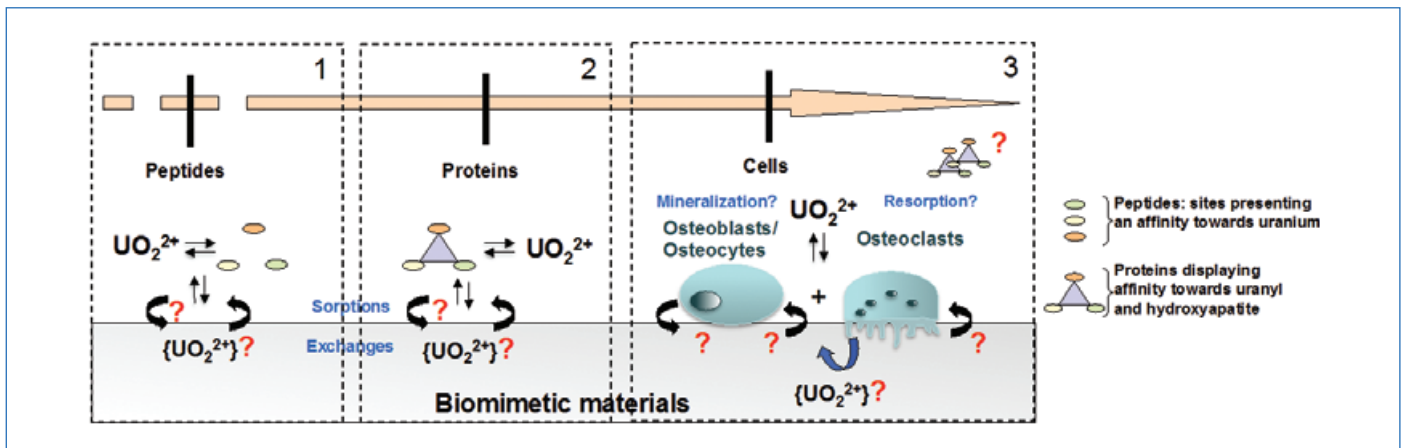 1
2
3
Peptides
Proteins
Cells
?
Mineralization?
Resorption?
UO₂²⁺
Osteoblasts/
Osteocytes
Osteoclasts
UO₂²⁺
UO₂²⁺
+
?
?
Sorptions
Exchanges
{UO₂²⁺}?
{UO₂²⁺}?
?
?
?
{UO₂²⁺}?
Biomimetic materials
Peptides: sites presenting
an affinity towards uranium
Proteins displaying
affinity towards uranyl
and hydroxyapatite